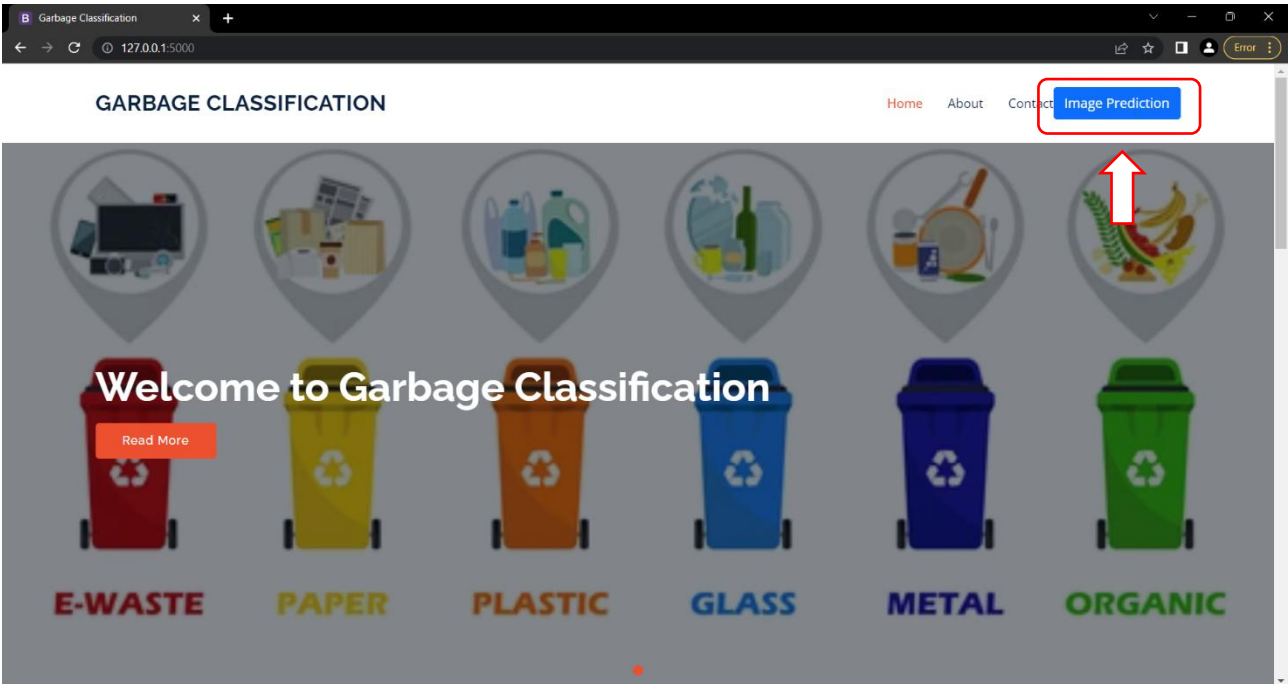 B Garbage Classification
127.0.0.1:5000
Error
GARBAGE CLASSIFICATION
Home About Contact Image Prediction
Welcome to Garbage Classification
Read More
E-WASTE PAPER PLASTIC GLASS METAL ORGANIC